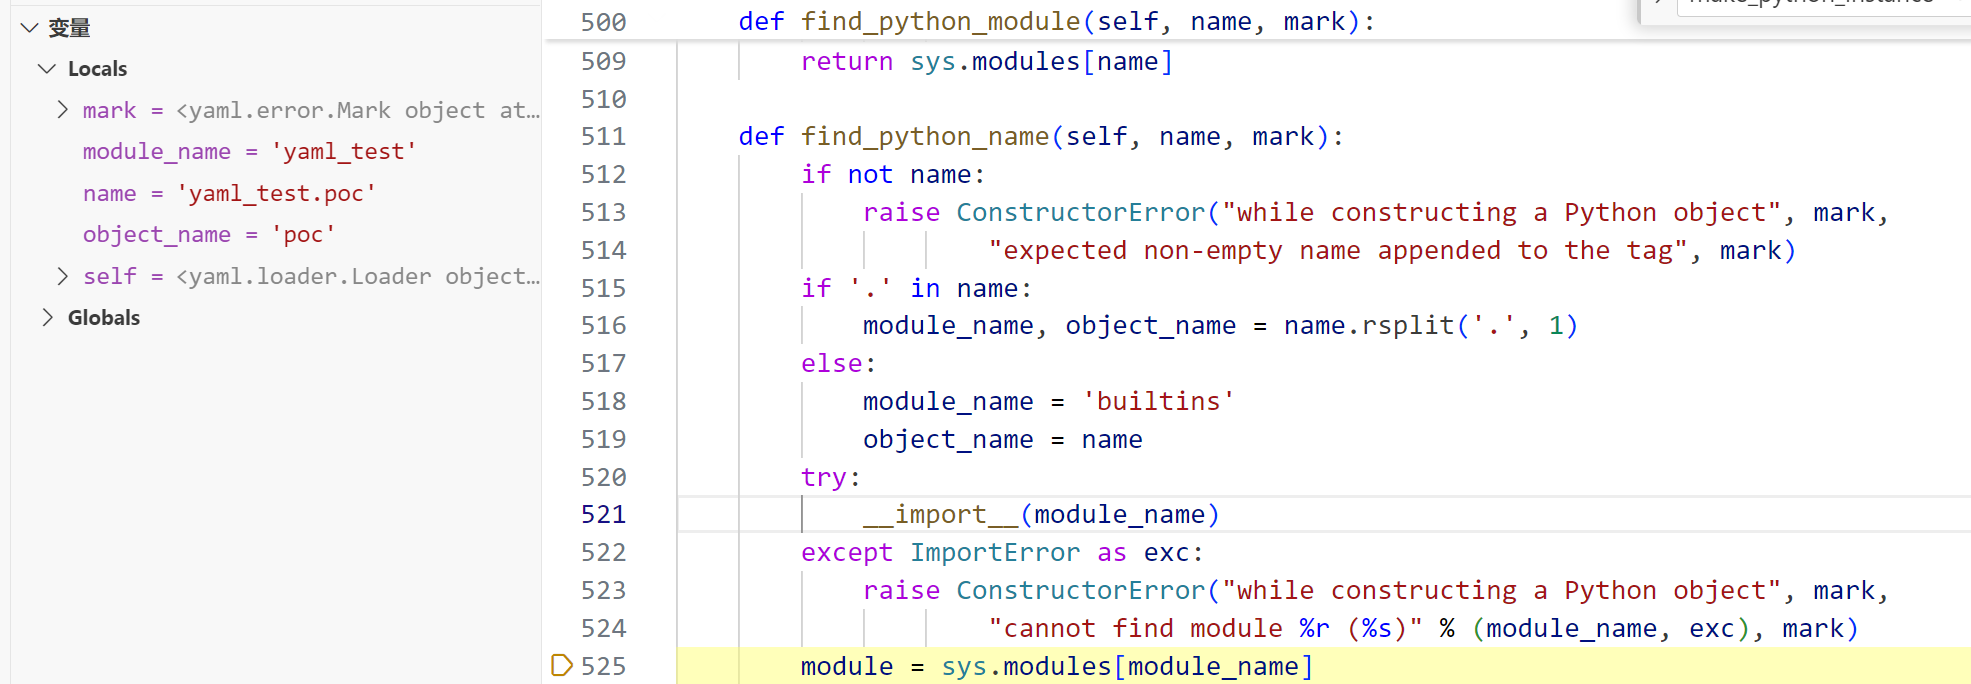 变量
Locals
mark = <yaml.error.Mark object at…
module_name = 'yaml_test'
name = 'yaml_test.poc'
object_name = 'poc'
self = <yaml.loader.Loader object…
Globals
500 def find_python_module(self, name, mark):
509 return sys.modules[name]
510
511 def find_python_name(self, name, mark):
512 if not name:
513 raise ConstructorError("while constructing a Python object", mark,
514 "expected non-empty name appended to the tag", mark)
515 if '.' in name:
516 module_name, object_name = name.rsplit('.', 1)
517 else:
518 module_name = 'builtins'
519 object_name = name
520 try:
521 __import__(module_name)
522 except ImportError as exc:
523 raise ConstructorError("while constructing a Python object", mark,
524 "cannot find module %r (%s)" % (module_name, exc), mark)
525 module = sys.modules[module_name]